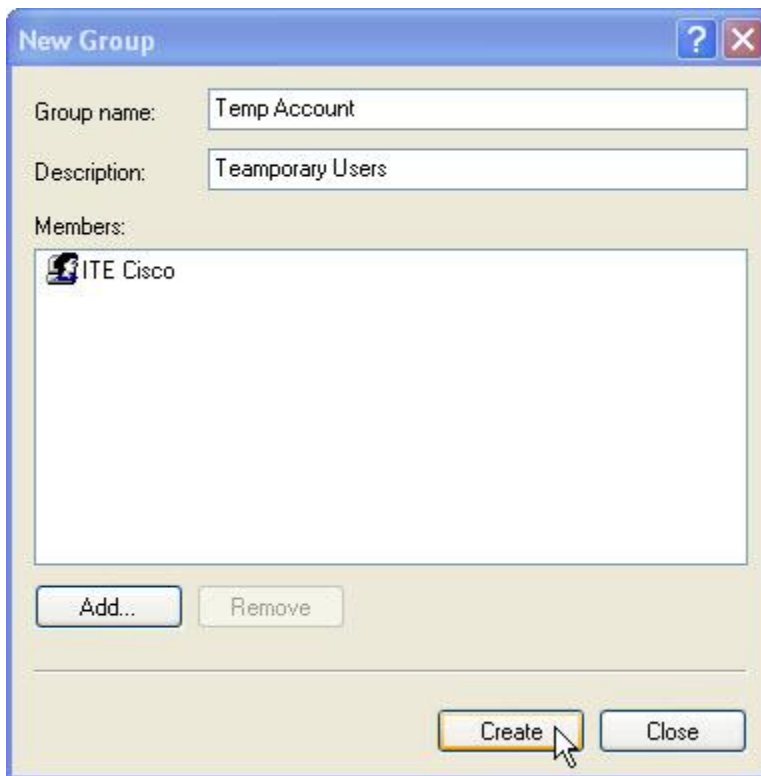 New Group
Group name: Temp Account
Description: Teamporary Users
Members:
ITE Cisco
Add... Remove
Create Close